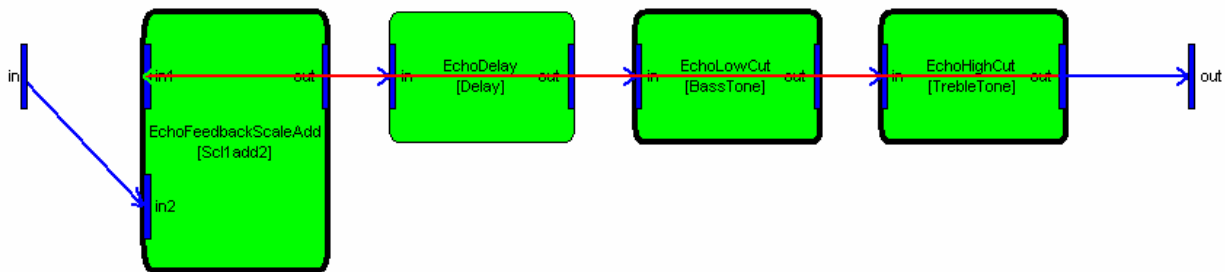 in
in1
out
EchoFeedbackScaleAdd
[Scl1add2]
in2
in
EchoDelay
[Delay]
out
in
EchoLowCut
[BassTone]
out
in
EchoHighCut
[TrebleTone]
out
out